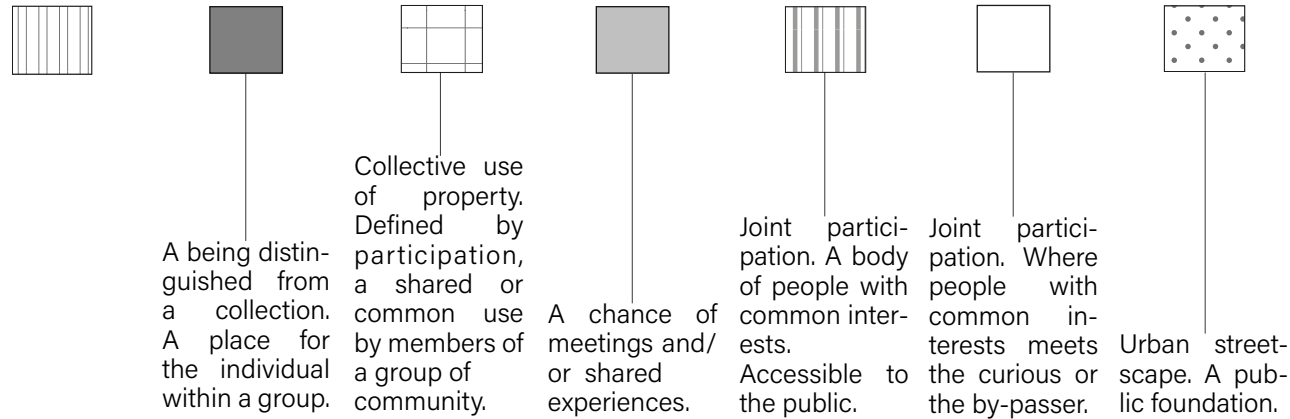 A being distin-
guished from
a collection.
A place for
the individual
within a group.
Collective use
of property.
Defined by
participation,
a shared or
common use
by members of
a group of
community.
A chance of
meetings and/
or shared
experiences.
Joint partici-
pation. A body
of people with
common inter-
ests.
Accessible to
the public.
Joint partici-
pation. Where
people with
common in-
terests meets
the curious or
the by-passer.
Urban street-
scape. A pub-
lic foundation.